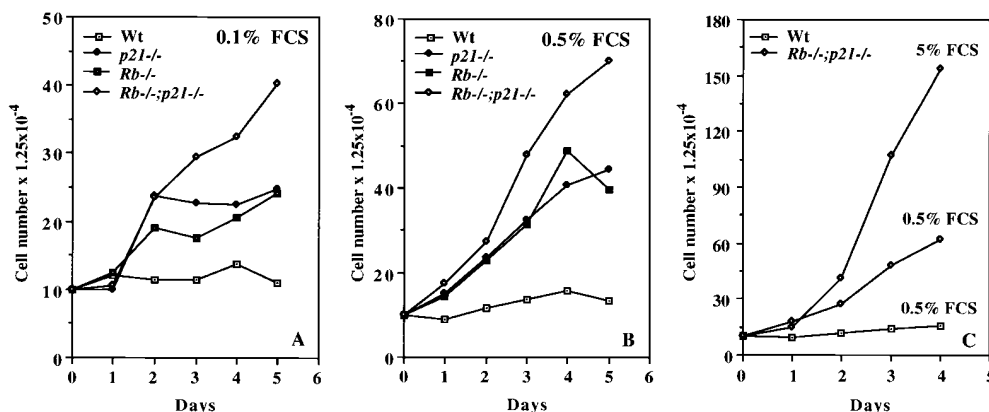 50
40
30
20
10
0
Cell number x 1.25x10⁻⁴
Wt
p21-/-
Rb-/-
Rb-/-;p21-/-
0.1% FCS
A
0 1 2 3 4 5 6
Days
80
60
40
20
0
Cell number x 1.25x10⁻⁴
Wt
p21-/-
Rb-/-
Rb-/-;p21-/-
0.5% FCS
B
0 1 2 3 4 5 6
Days
180
150
120
90
60
30
0
Cell number x 1.25x10⁻⁴
Wt
Rb-/-;p21-/-
5% FCS
0.5% FCS
0.5% FCS
C
0 1 2 3 4 5
Days